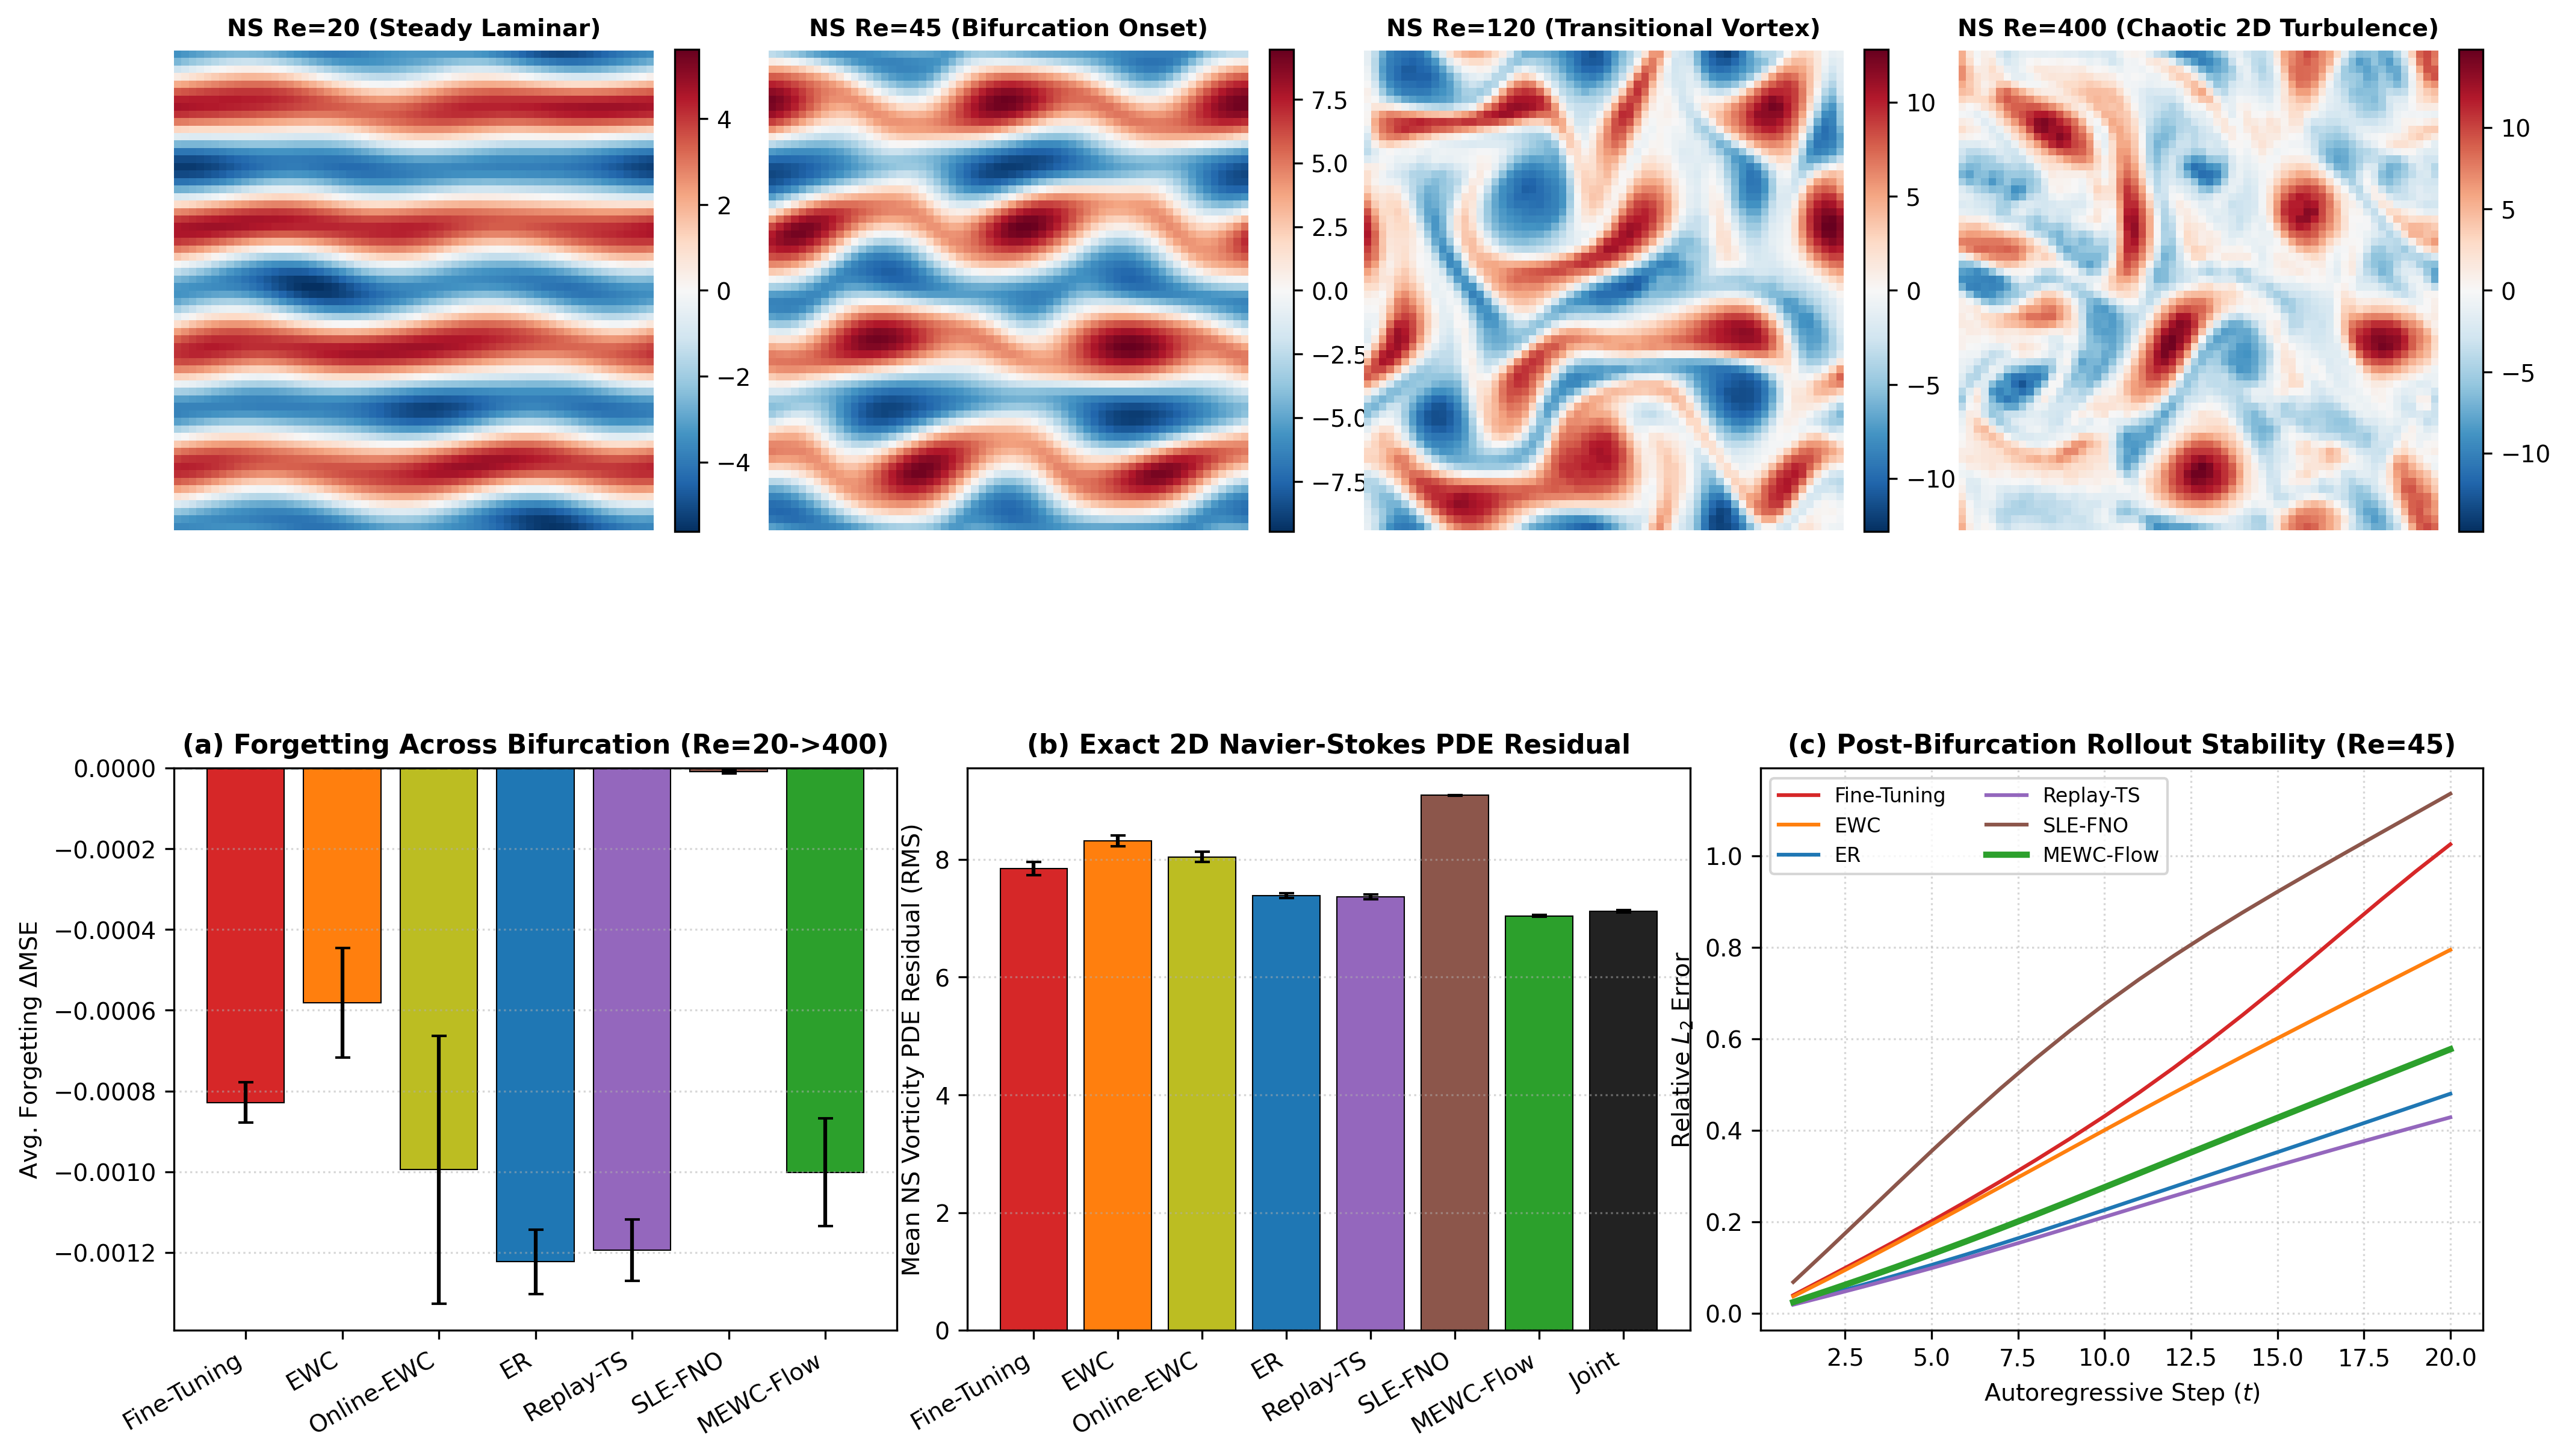 NS Re=20 (Steady Laminar)
4
2
0
−2
−4
NS Re=45 (Bifurcation Onset)
7.5
5.0
2.5
0.0
−2.5
−5.0
−7.5
NS Re=120 (Transitional Vortex)
10
5
0
−5
−10
NS Re=400 (Chaotic 2D Turbulence)
10
5
0
−5
−10
(a) Forgetting Across Bifurcation (Re=20->400)
Avg. Forgetting ΔMSE
0.0000
−0.0002
−0.0004
−0.0006
−0.0008
−0.0010
−0.0012
Fine-Tuning
EWC
Online-EWC
ER
Replay-TS
SLE-FNO
MEWC-Flow
(b) Exact 2D Navier-Stokes PDE Residual
Mean NS Vorticity PDE Residual (RMS)
8
6
4
2
0
Fine-Tuning
EWC
Online-EWC
ER
Replay-TS
SLE-FNO
MEWC-Flow
Joint
(c) Post-Bifurcation Rollout Stability (Re=45)
Relative L₂ Error
1.0
0.8
0.6
0.4
0.2
0.0
Fine-Tuning
EWC
ER
Replay-TS
SLE-FNO
MEWC-Flow
2.5
5.0
7.5
10.0
12.5
15.0
17.5
20.0
Autoregressive Step (t)